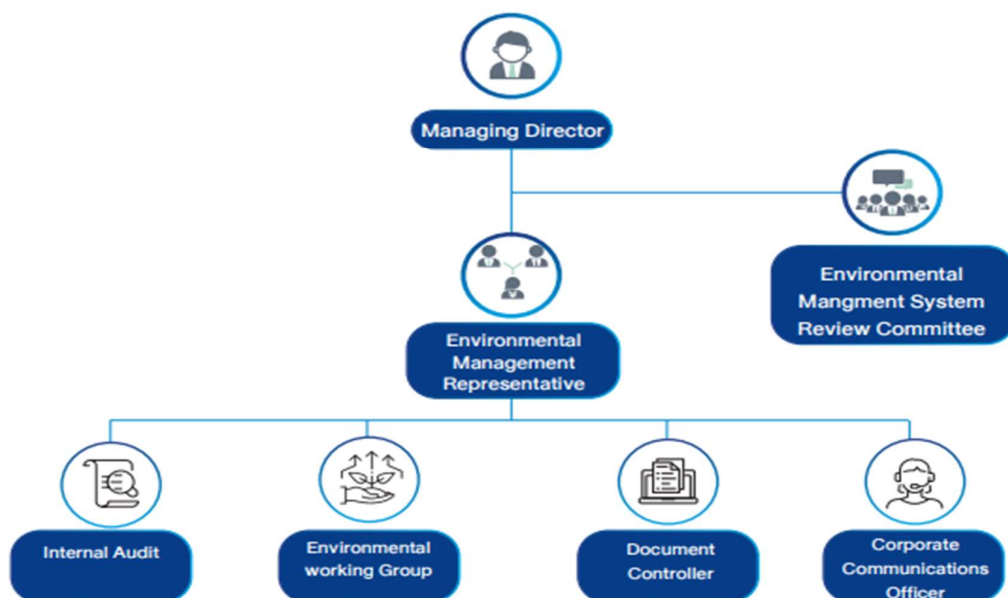 Managing Director
Environmental
Mangment System
Review Committee
Environmental
Management
Representative
Internal Audit
Environmental
working Group
Document
Controller
Corporate
Communications
Officer